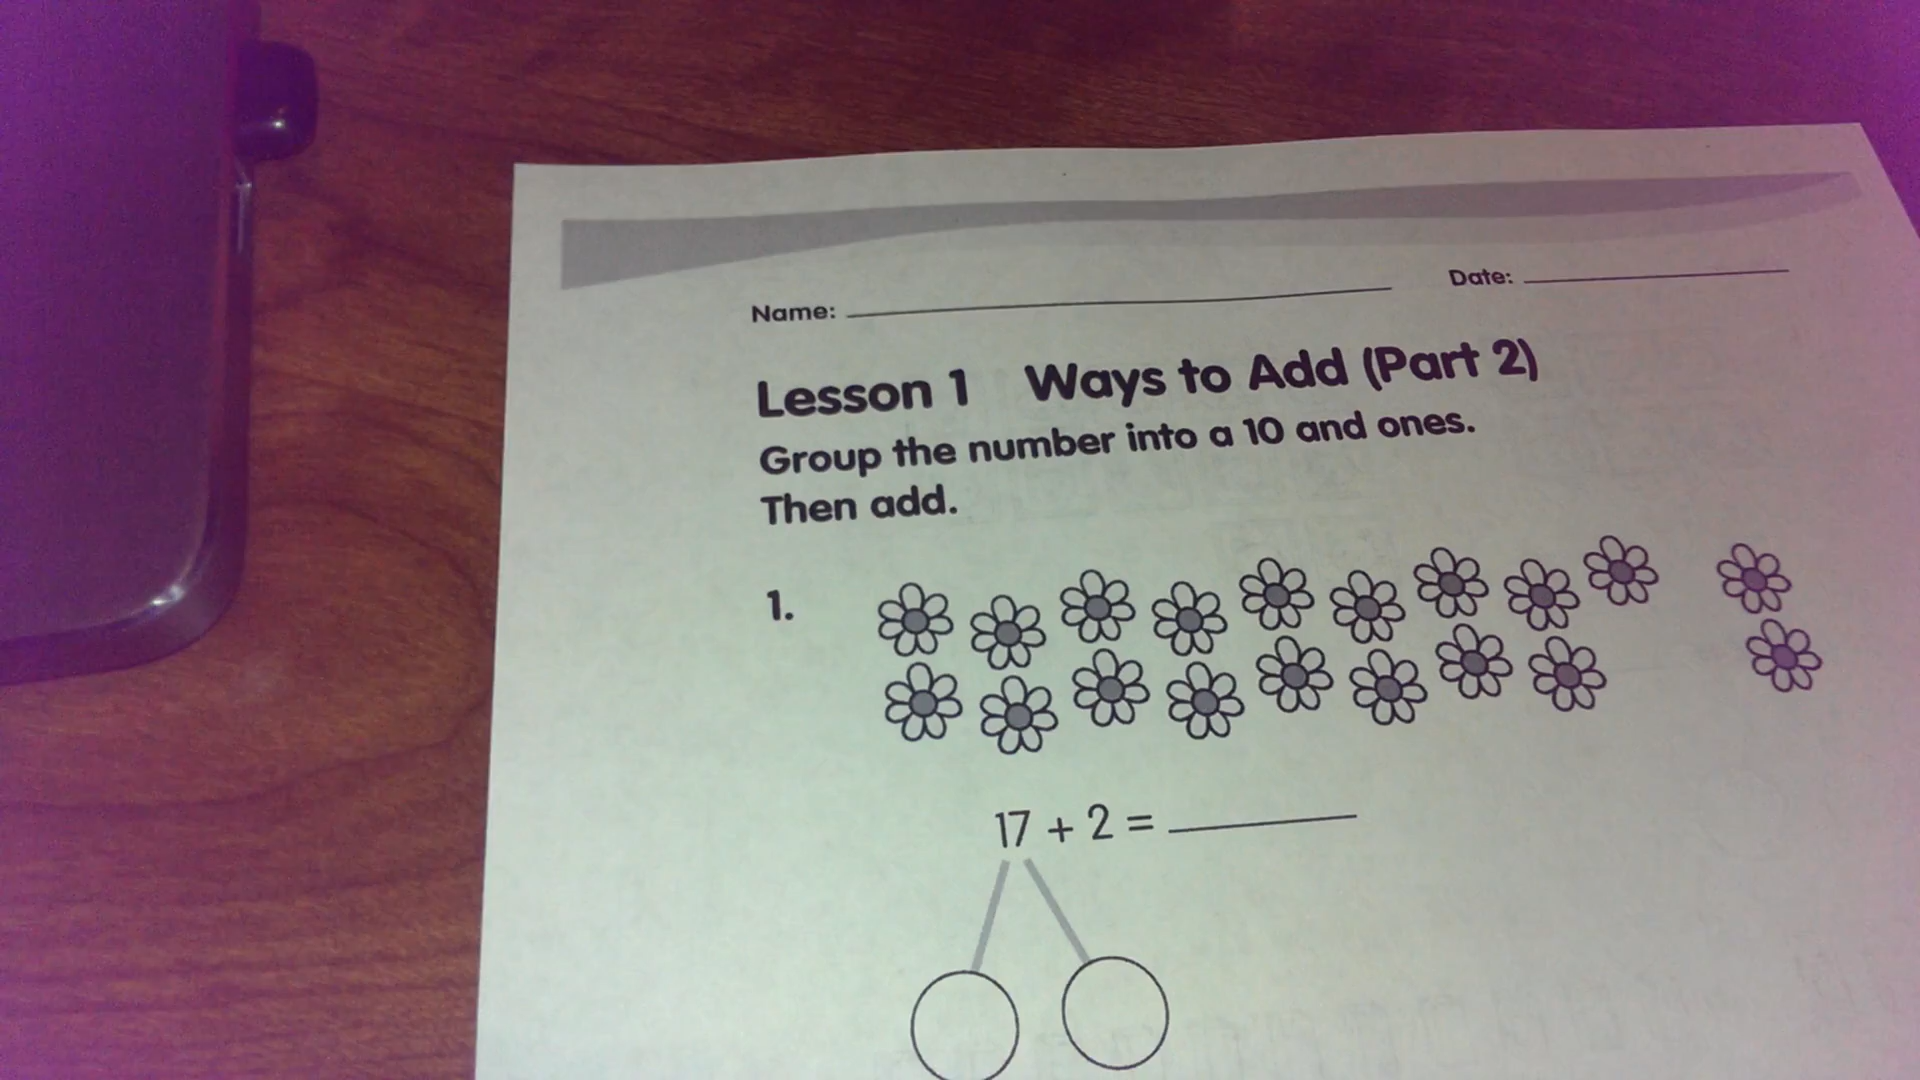 Name: Date:
Lesson 1 Ways to Add (Part 2)
Group the number into a 10 and ones.
Then add.
1.
17 + 2 =